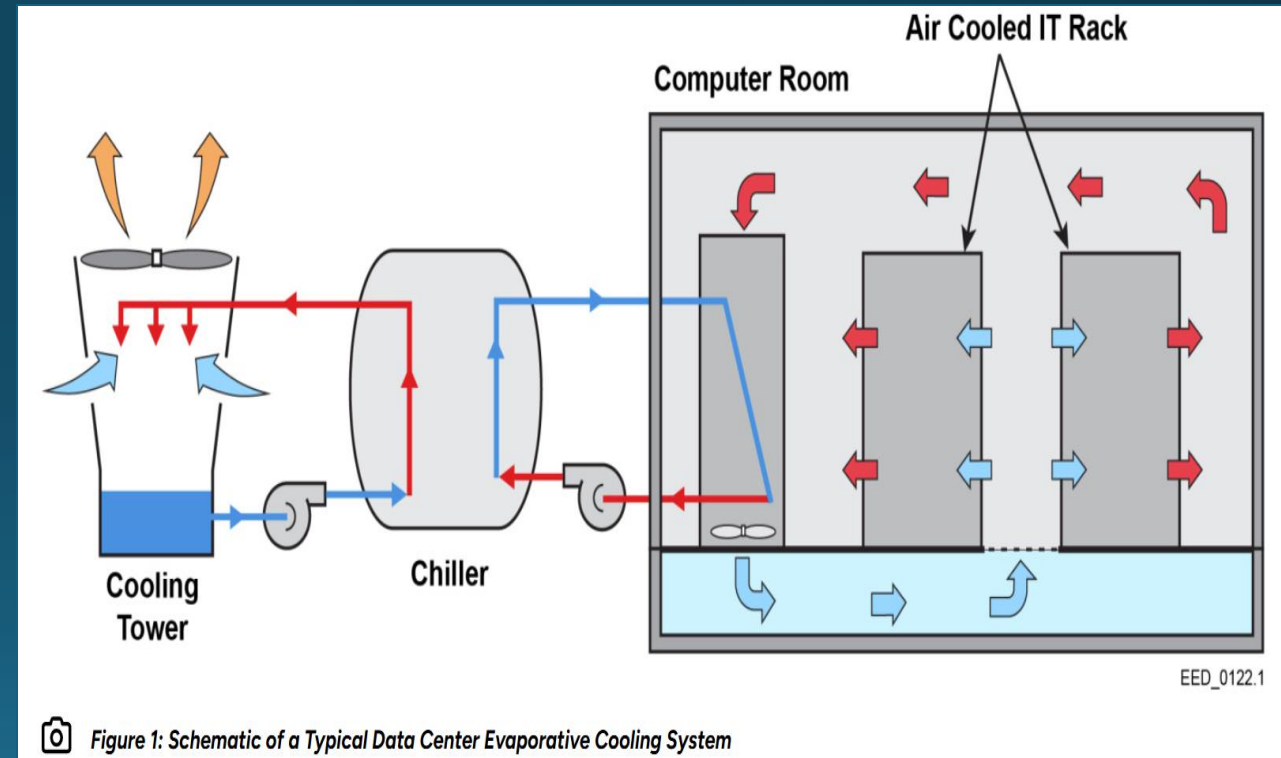 Air Cooled IT Rack
Computer Room
Chiller
Cooling
Tower
EED_0122.1
Figure 1: Schematic of a Typical Data Center Evaporative Cooling System